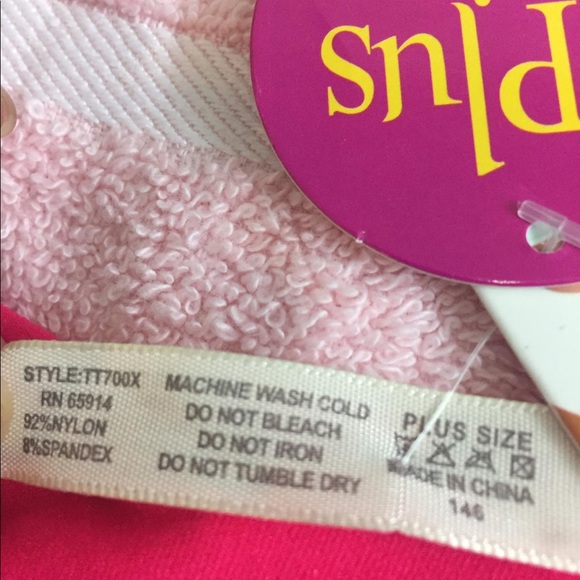 Plus
STYLE:TT700X
RN 65914
92%NYLON
8%SPANDEX
MACHINE WASH COLD
DO NOT BLEACH
DO NOT IRON
DO NOT TUMBLE DRY
PLUS SIZE
MADE IN CHINA
146